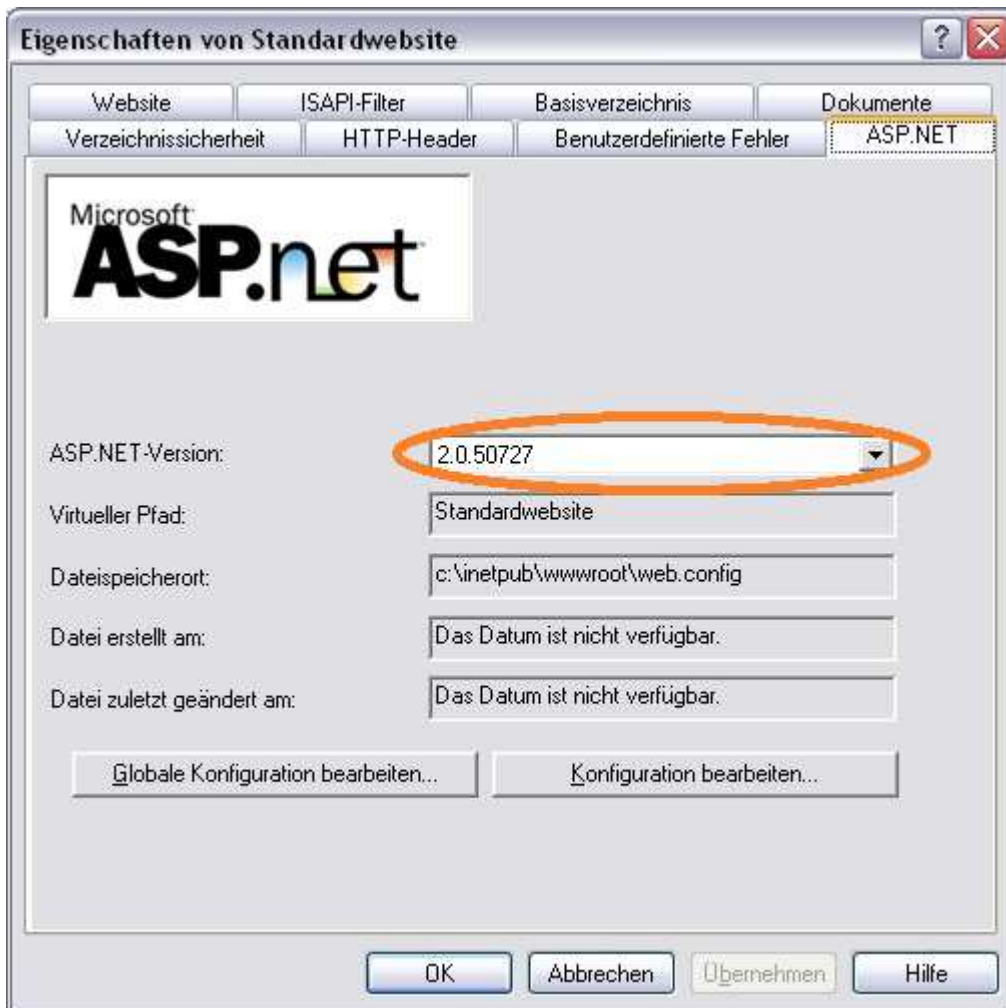 Eigenschaften von Standardwebsite
Website ISAPI-Filter Basisverzeichnis Dokumente
Verzeichnissicherheit HTTP-Header Benutzerdefinierte Fehler ASP.NET
Microsoft
ASP.net
ASP.NET-Version: 2.0.50727
Virtueller Pfad: Standardwebsite
Dateispeicherort: c:\inetpub\wwwroot\web.config
Datei erstellt am: Das Datum ist nicht verfügbar.
Datei zuletzt geändert am: Das Datum ist nicht verfügbar.
Globale Konfiguration bearbeiten... Konfiguration bearbeiten...
OK Abbrechen Übernehmen Hilfe